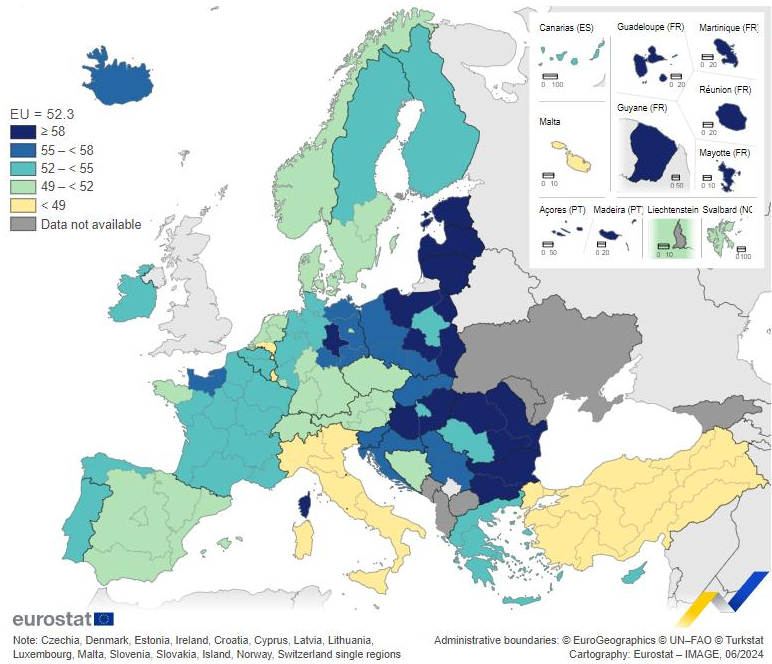 EU = 52.3
≥ 58
55 – < 58
52 – < 55
49 – < 52
< 49
Data not available
Canarias (ES)
0 100
Guadeloupe (FR)
0 20
Martinique (FR)
0 20
Réunion (FR)
0 20
Malta
0 10
Guyane (FR)
0 50
Mayotte (FR)
0 10
Açores (PT)
0 50
Madeira (PT)
0 20
Liechtenstein
0 10
Svalbard (NO
0 100
eurostat
Note: Czechia, Denmark, Estonia, Ireland, Croatia, Cyprus, Latvia, Lithuania,
Luxembourg, Malta, Slovenia, Slovakia, Island, Norway, Switzerland single regions
Administrative boundaries: © EuroGeographics © UN–FAO © Turkstat
Cartography: Eurostat – IMAGE, 06/2024